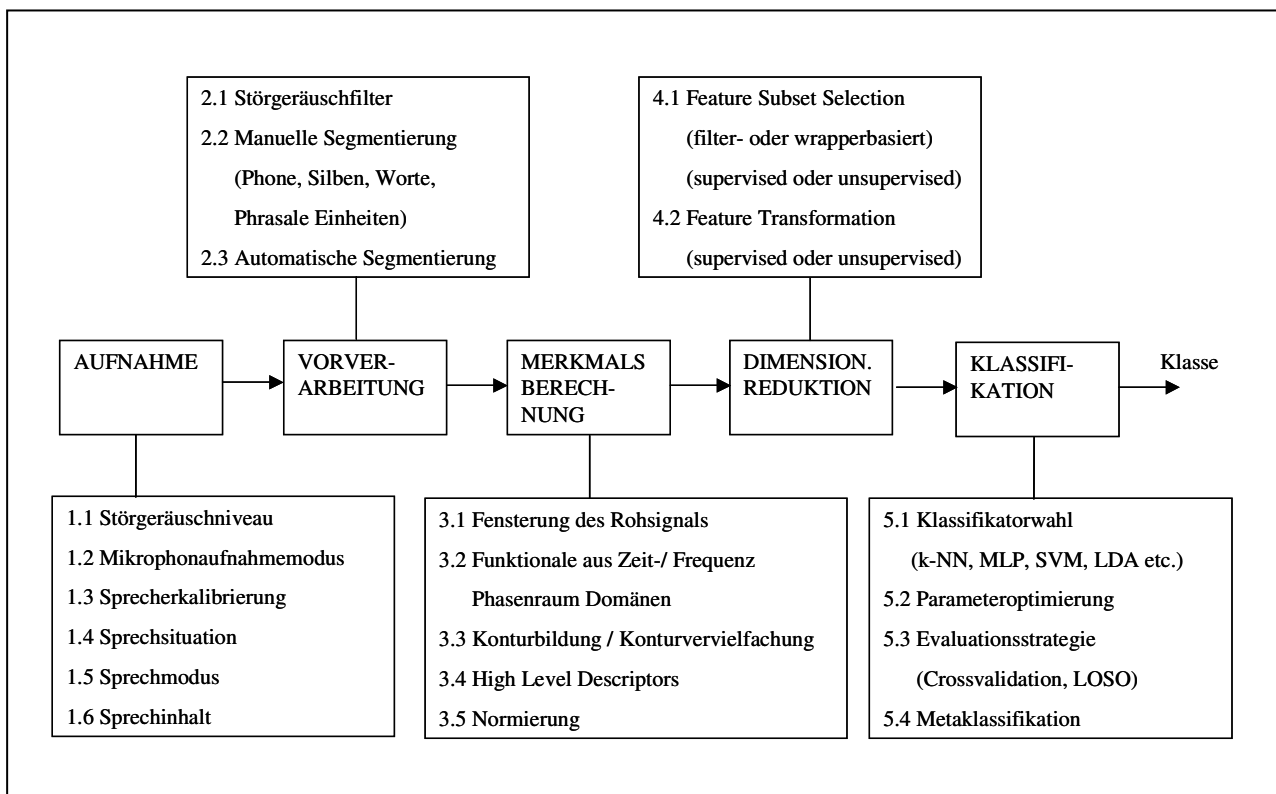 2.1 Störgeräuschfilter
2.2 Manuelle Segmentierung
(Phone, Silben, Worte,
Phrasale Einheiten)
2.3 Automatische Segmentierung
4.1 Feature Subset Selection
(filter- oder wrapperbasiert)
(supervised oder unsupervised)
4.2 Feature Transformation
(supervised oder unsupervised)
AUFNAHME
VORVER-
ARBEITUNG
MERKMALS
BERECH-
NUNG
DIMENSION.
REDUKTION
KLASSIFI-
KATION
Klasse
1.1 Störgeräuschniveau
1.2 Mikrophonaufnahmemodus
1.3 Sprecherkalibrierung
1.4 Sprechsituation
1.5 Sprechmodus
1.6 Sprechinhalt
3.1 Fensterung des Rohsignals
3.2 Funktionale aus Zeit-/ Frequenz
Phasenraum Domänen
3.3 Konturbildung / Konturvervielfachung
3.4 High Level Descriptors
3.5 Normierung
5.1 Klassifikatorwahl
(k-NN, MLP, SVM, LDA etc.)
5.2 Parameteroptimierung
5.3 Evaluationsstrategie
(Crossvalidation, LOSO)
5.4 Metaklassifikation